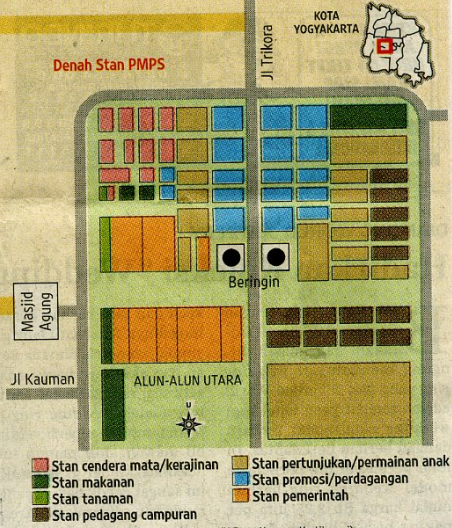 KOTA
YOGYAKARTA
Jl Trikora
Denah Stan PMPS
Beringin
Masjid
Agung
Jl Kauman
ALUN-ALUN UTARA
U
Stan cendera mata/kerajinan
Stan makanan
Stan tanaman
Stan pedagang campuran
Stan pertunjukan/permainan anak
Stan promosi/perdagangan
Stan pemerintah